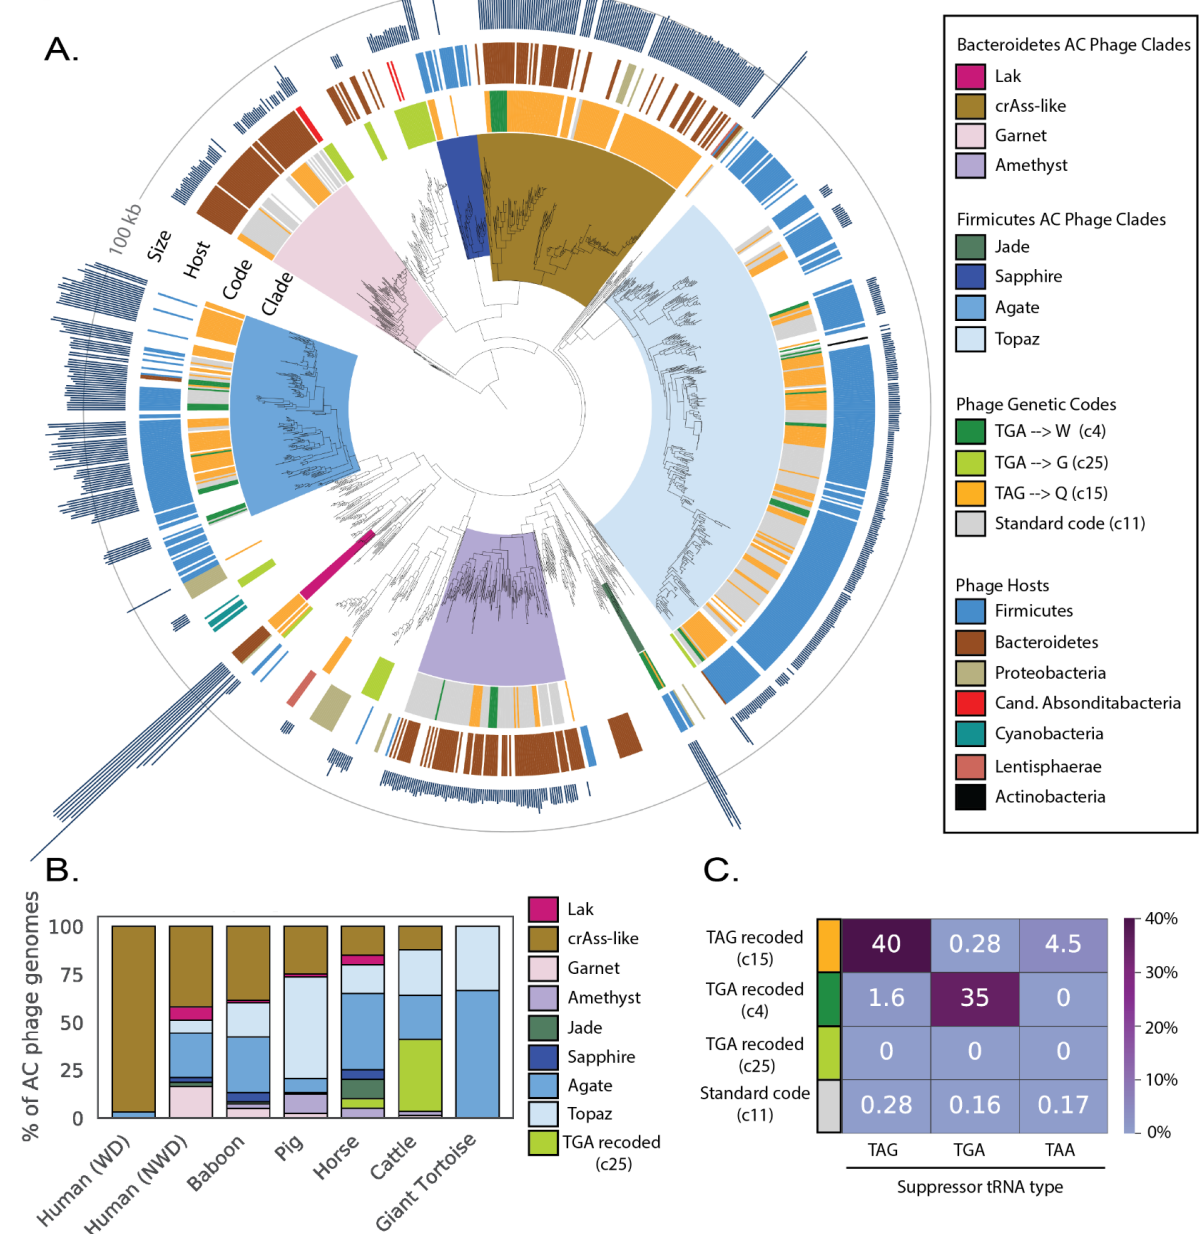 A.
100 kb
Size
Host
Code
Clade
Bacteroidetes AC Phage Clades
Lak
crAss-like
Garnet
Amethyst
Firmicutes AC Phage Clades
Jade
Sapphire
Agate
Topaz
Phage Genetic Codes
TGA --> W (c4)
TGA --> G (c25)
TAG --> Q (c15)
Standard code (c11)
Phage Hosts
Firmicutes
Bacteroidetes
Proteobacteria
Cand. Absonditabacteria
Cyanobacteria
Lentisphaerae
Actinobacteria
B.
% of AC phage genomes
100
75
50
25
0
Human (WD)
Human (NWD)
Baboon
Pig
Horse
Cattle
Giant Tortoise
Lak
crAss-like
Garnet
Amethyst
Jade
Sapphire
Agate
Topaz
TGA recoded
(c25)
C.
TAG recoded
(c15)
40 0.28 4.5
TGA recoded
(c4)
1.6 35 0
TGA recoded
(c25)
0 0 0
Standard code
(c11)
0.28 0.16 0.17
TAG TGA TAA
Suppressor tRNA type
40%
30%
20%
10%
0%